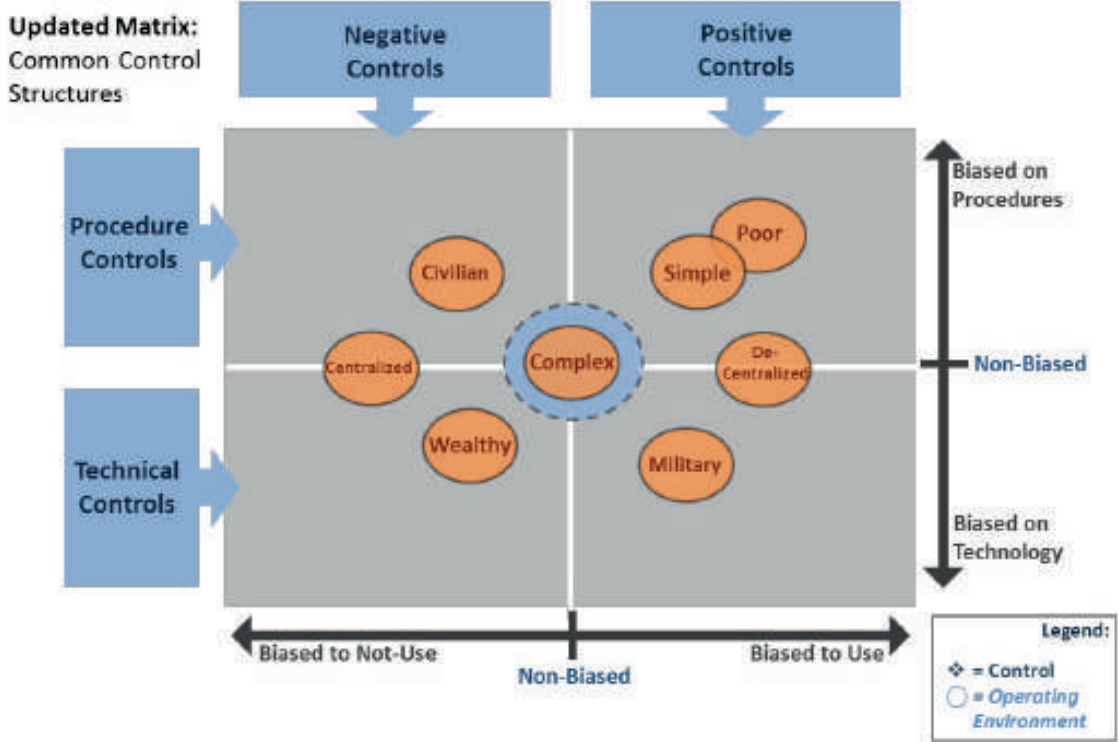 Updated Matrix:
Common Control
Structures
Negative
Controls
Positive
Controls
Procedure
Controls
Technical
Controls
Civilian
Poor
Simple
Centralized
Complex
De-
Centralized
Wealthy
Military
Biased on
Procedures
Non-Biased
Biased on
Technology
Biased to Not-Use
Non-Biased
Biased to Use
Legend:
❖ = Control
= Operating
Environment